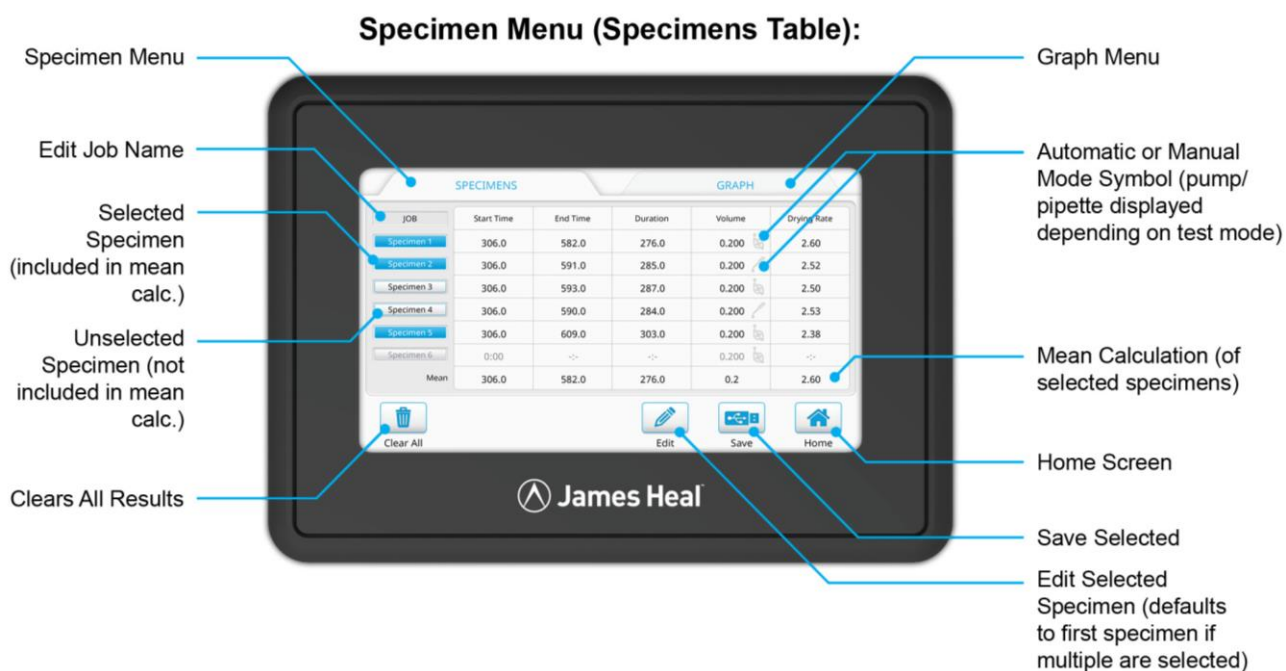 Specimen Menu (Specimens Table):
Specimen Menu
Edit Job Name
Selected
Specimen
(included in mean
calc.)
Unselected
Specimen (not
included in mean
calc.)
Clears All Results
SPECIMENS GRAPH
JOB Start Time End Time Duration Volume Drying Rate
Specimen 1 306.0 582.0 276.0 0.200 2.60
Specimen 2 306.0 591.0 285.0 0.200 2.52
Specimen 3 306.0 593.0 287.0 0.200 2.50
Specimen 4 306.0 590.0 284.0 0.200 2.53
Specimen 5 306.0 609.0 303.0 0.200 2.38
Specimen 6 0:00 -:- -:- 0.200 -:-
Mean 306.0 582.0 276.0 0.2 2.60
Clear All Edit Save Home
James Heal
Graph Menu
Automatic or Manual
Mode Symbol (pump/
pipette displayed
depending on test mode)
Mean Calculation (of
selected specimens)
Home Screen
Save Selected
Edit Selected
Specimen (defaults
to first specimen if
multiple are selected)